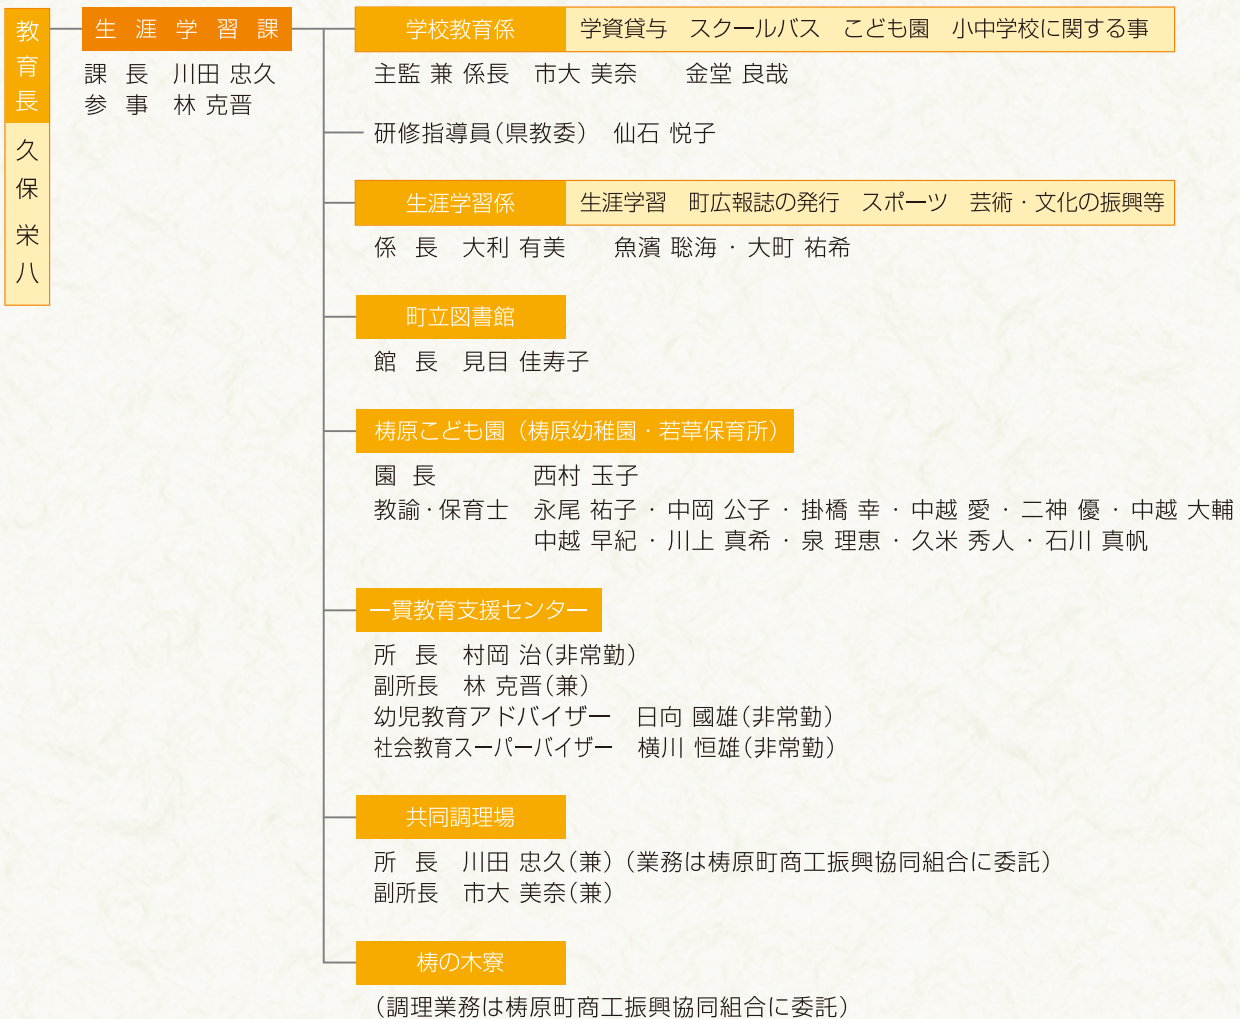 教育長
久保栄八
生涯学習課
課長 川田 忠久
参事 林 克晋
学校教育係 学資貸与 スクールバス こども園 小中学校に関する事
主監 兼 係長 市大 美奈 金堂 良哉
研修指導員(県教委) 仙石 悦子
生涯学習係 生涯学習 町広報誌の発行 スポーツ 芸術・文化の振興等
係長 大利 有美 魚濱 聡海・大町 祐希
町立図書館
館長 見目 佳寿子
梼原こども園(梼原幼稚園・若草保育所)
園長 西村 玉子
教諭・保育士 永尾 祐子・中岡 公子・掛橋 幸・中越 愛・二神 優・中越 大輔
中越 早紀・川上 真希・泉 理恵・久米 秀人・石川 真帆
一貫教育支援センター
所長 村岡 治(非常勤)
副所長 林 克晋(兼)
幼児教育アドバイザー 日向 國雄(非常勤)
社会教育スーパーバイザー 横川 恒雄(非常勤)
共同調理場
所長 川田 忠久(兼)(業務は梼原町商工振興協同組合に委託)
副所長 市大 美奈(兼)
梼の木寮
(調理業務は梼原町商工振興協同組合に委託)